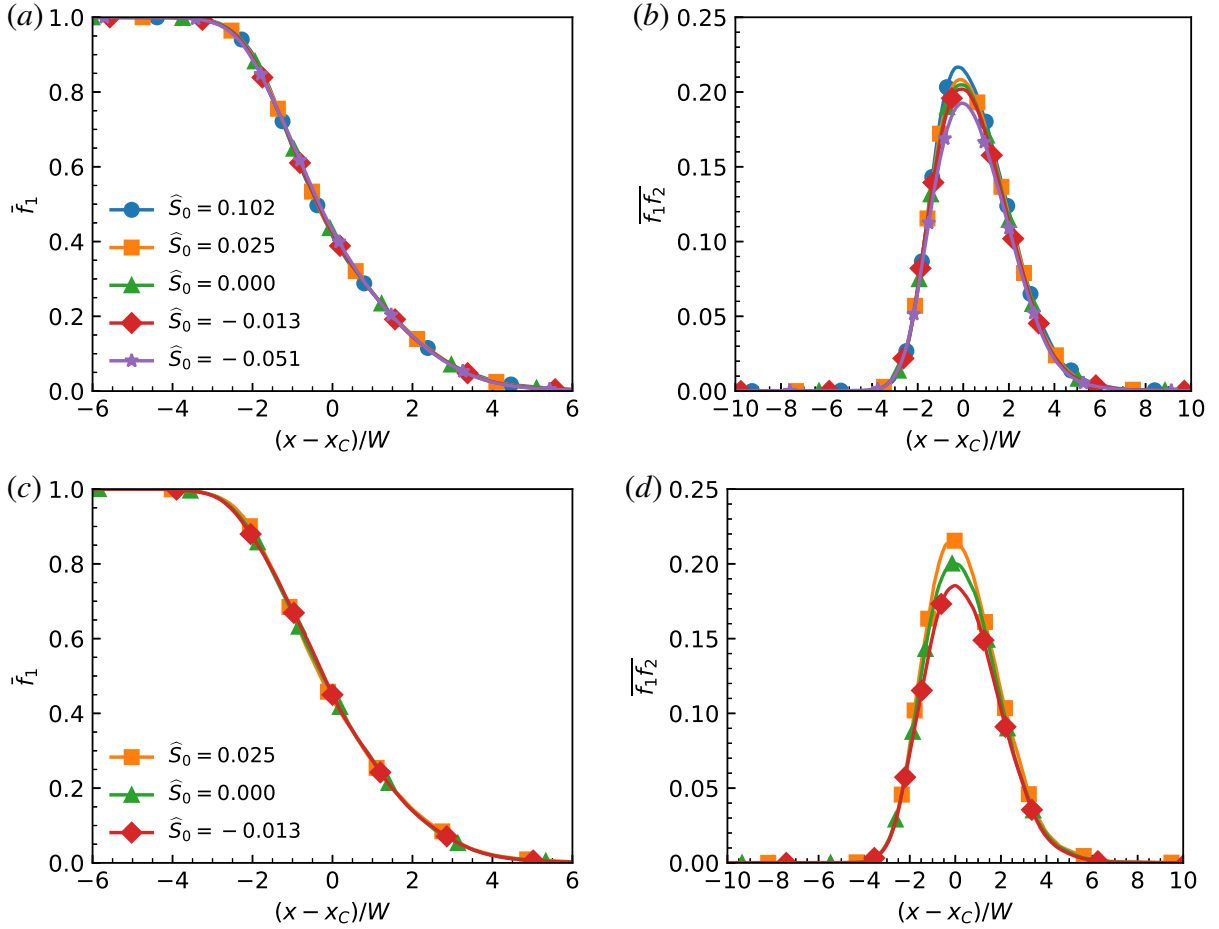 (a)
1.0
0.8
0.6
0.4
0.2
0.0
f̄₁
Ŝ₀ = 0.102
Ŝ₀ = 0.025
Ŝ₀ = 0.000
Ŝ₀ = −0.013
Ŝ₀ = −0.051
−6 −4 −2 0 2 4 6
(x − x_C)/W
(b)
0.25
0.20
0.15
0.10
0.05
0.00
f₁f₂
−10 −8 −6 −4 −2 0 2 4 6 8 10
(x − x_C)/W
(c)
1.0
0.8
0.6
0.4
0.2
0.0
f̄₁
Ŝ₀ = 0.025
Ŝ₀ = 0.000
Ŝ₀ = −0.013
−6 −4 −2 0 2 4 6
(x − x_C)/W
(d)
0.25
0.20
0.15
0.10
0.05
0.00
f₁f₂
−10 −8 −6 −4 −2 0 2 4 6 8 10
(x − x_C)/W